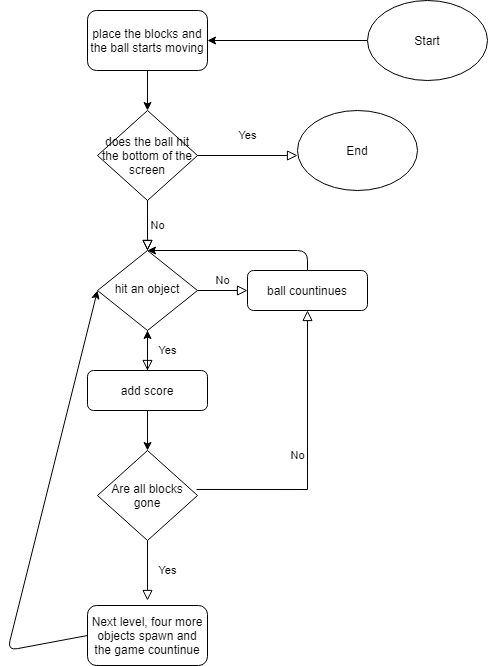 place the blocks and
the ball starts moving
Start
does the ball hit
the bottom of the
screen
Yes
End
No
hit an object
No
ball countinues
Yes
add score
No
Are all blocks
gone
Yes
Next level, four more
objects spawn and
the game countinue